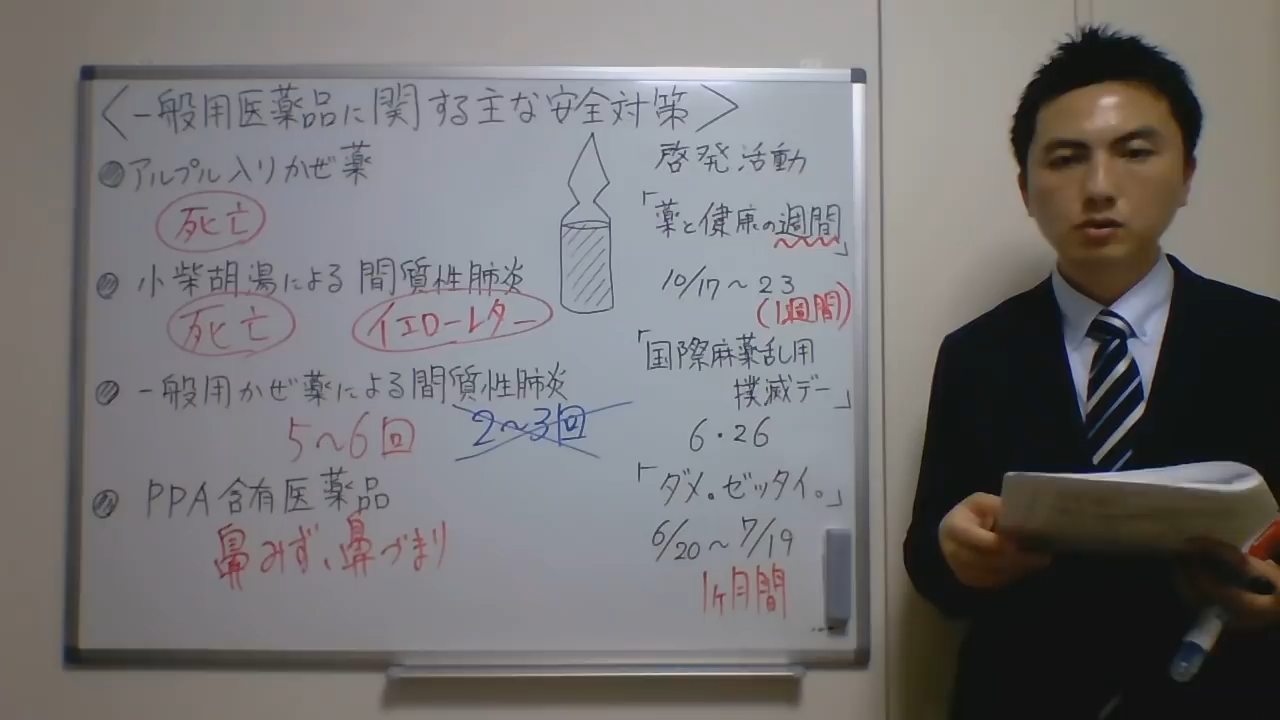 〈一般用医薬品に関する主な安全対策〉
アルプル入りかぜ薬
死亡
小柴胡湯による間質性肺炎
死亡 イエローレター
一般用かぜ薬による間質性肺炎
5〜6回 2〜3回
PPA含有医薬品
鼻みず、鼻づまり
啓発活動
「薬と健康の週間」
10/17〜23
(1週間)
「国際麻薬乱用
撲滅デー」
6・26
「ダメ。ゼッタイ。」
6/20〜7/19
1ヶ月間